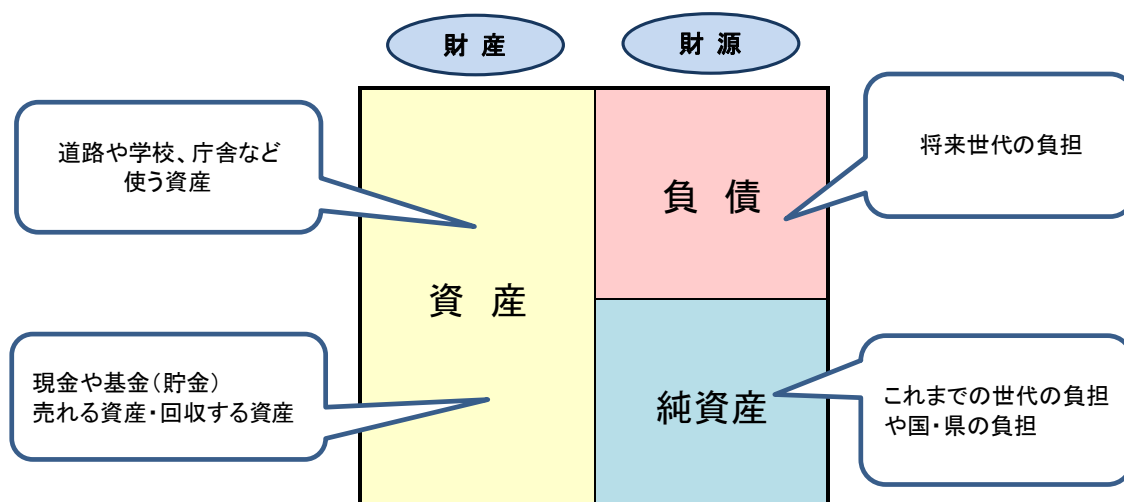 財産
財源
道路や学校、庁舎など
使う資産
将来世代の負担
負債
資産
現金や基金(貯金)
売れる資産・回収する資産
純資産
これまでの世代の負担
や国・県の負担